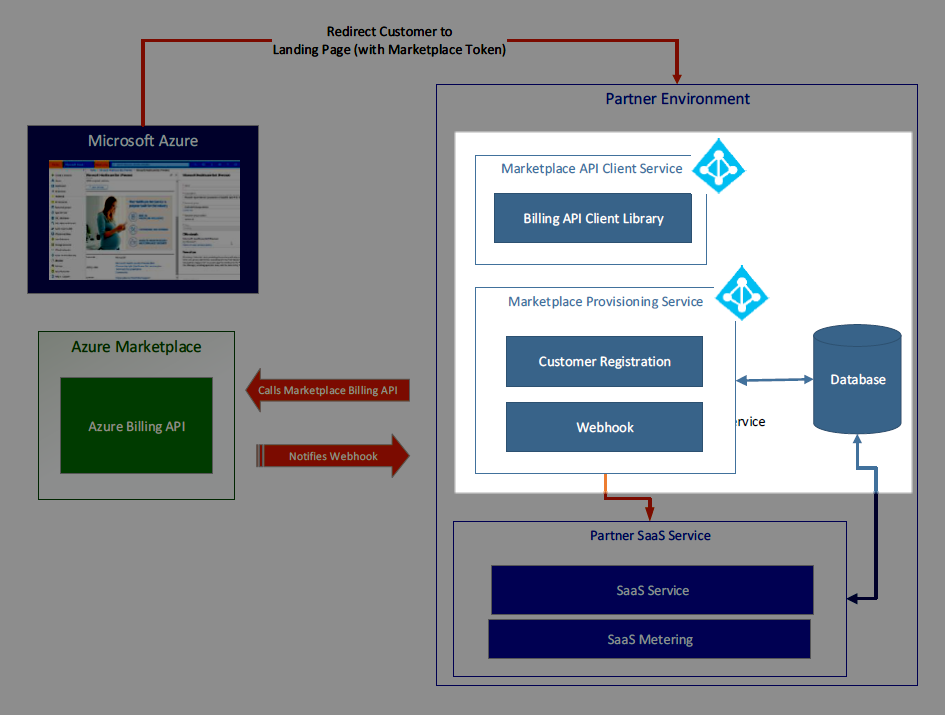 Redirect Customer to
Landing Page (with Marketplace Token)
Partner Environment
Microsoft Azure
Marketplace API Client Service
Billing API Client Library
Marketplace Provisioning Service
Customer Registration
Webhook
Database
ervice
Azure Marketplace
Azure Billing API
Calls Marketplace Billing API
Notifies Webhook
Partner SaaS Service
SaaS Service
SaaS Metering